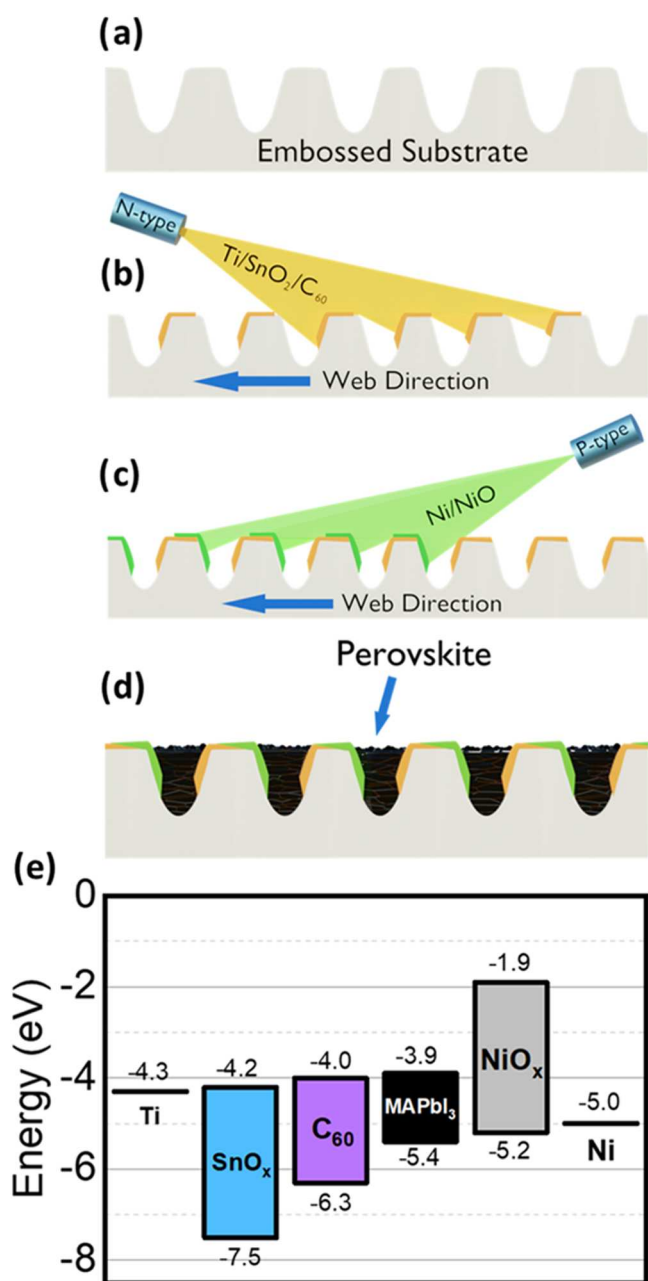 (a)
Embossed Substrate
N-type
Ti/SnO₂/C₆₀
(b)
Web Direction
P-type
(c)
Ni/NiO
Web Direction
Perovskite
(d)
(e)
Energy (eV)
0
-2
-4
-6
-8
-4.3
Ti
-4.2
SnOₓ
-7.5
-4.0
C₆₀
-6.3
-3.9
MAPbI₃
-5.4
-1.9
NiOₓ
-5.2
-5.0
Ni